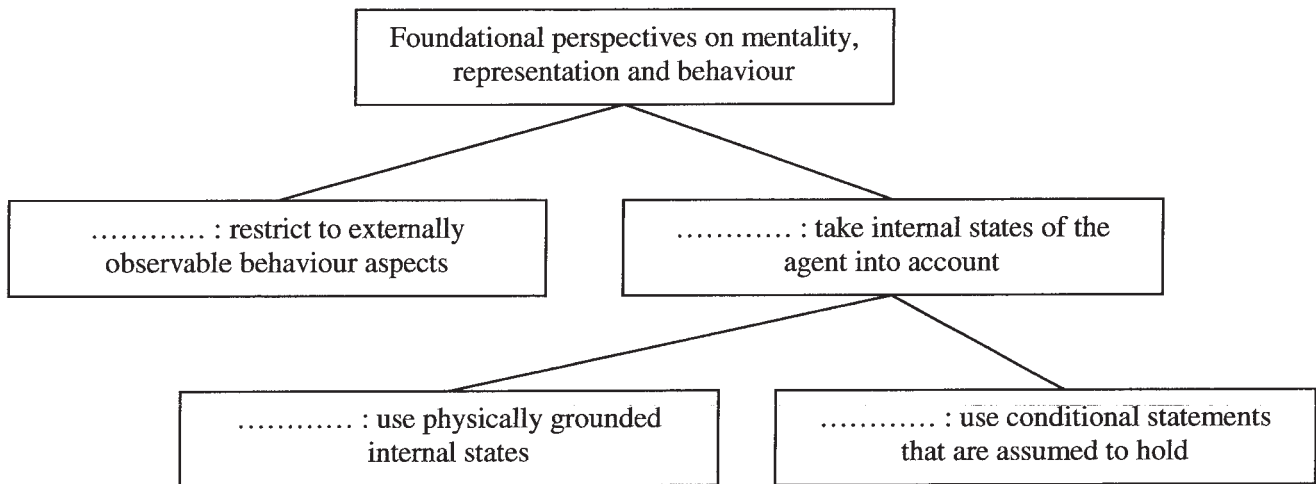 Foundational perspectives on mentality,
representation and behaviour
………… : restrict to externally
observable behaviour aspects
………… : take internal states of the
agent into account
………… : use physically grounded
internal states
………… : use conditional statements
that are assumed to hold